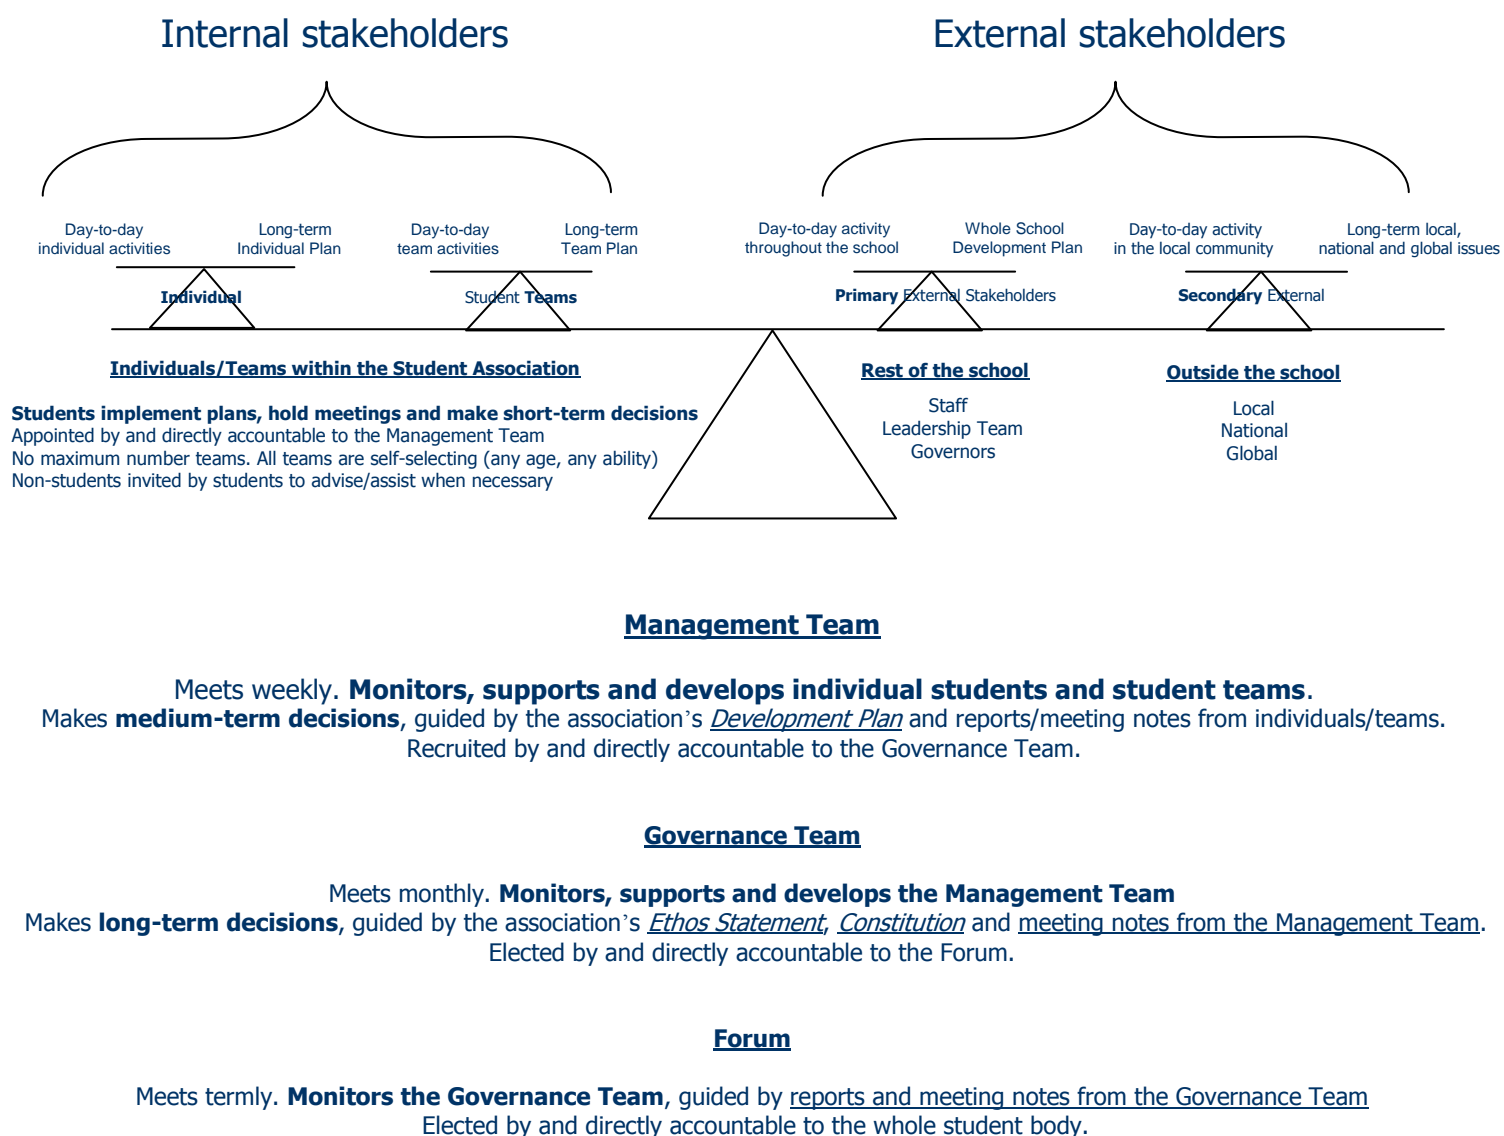 Internal stakeholders
External stakeholders
Day-to-day
individual activities
Long-term
Individual Plan
Day-to-day
team activities
Long-term
Team Plan
Day-to-day activity
throughout the school
Whole School
Development Plan
Day-to-day activity
in the local community
Long-term local,
national and global issues
Individual
Student Teams
Primary External Stakeholders
Secondary External
Individuals/Teams within the Student Association
Students implement plans, hold meetings and make short-term decisions
Appointed by and directly accountable to the Management Team
No maximum number teams. All teams are self-selecting (any age, any ability)
Non-students invited by students to advise/assist when necessary
Rest of the school
Staff
Leadership Team
Governors
Outside the school
Local
National
Global
Management Team
Meets weekly. Monitors, supports and develops individual students and student teams.
Makes medium-term decisions, guided by the association’s Development Plan and reports/meeting notes from individuals/teams.
Recruited by and directly accountable to the Governance Team.
Governance Team
Meets monthly. Monitors, supports and develops the Management Team
Makes long-term decisions, guided by the association’s Ethos Statement, Constitution and meeting notes from the Management Team.
Elected by and directly accountable to the Forum.
Forum
Meets termly. Monitors the Governance Team, guided by reports and meeting notes from the Governance Team
Elected by and directly accountable to the whole student body.